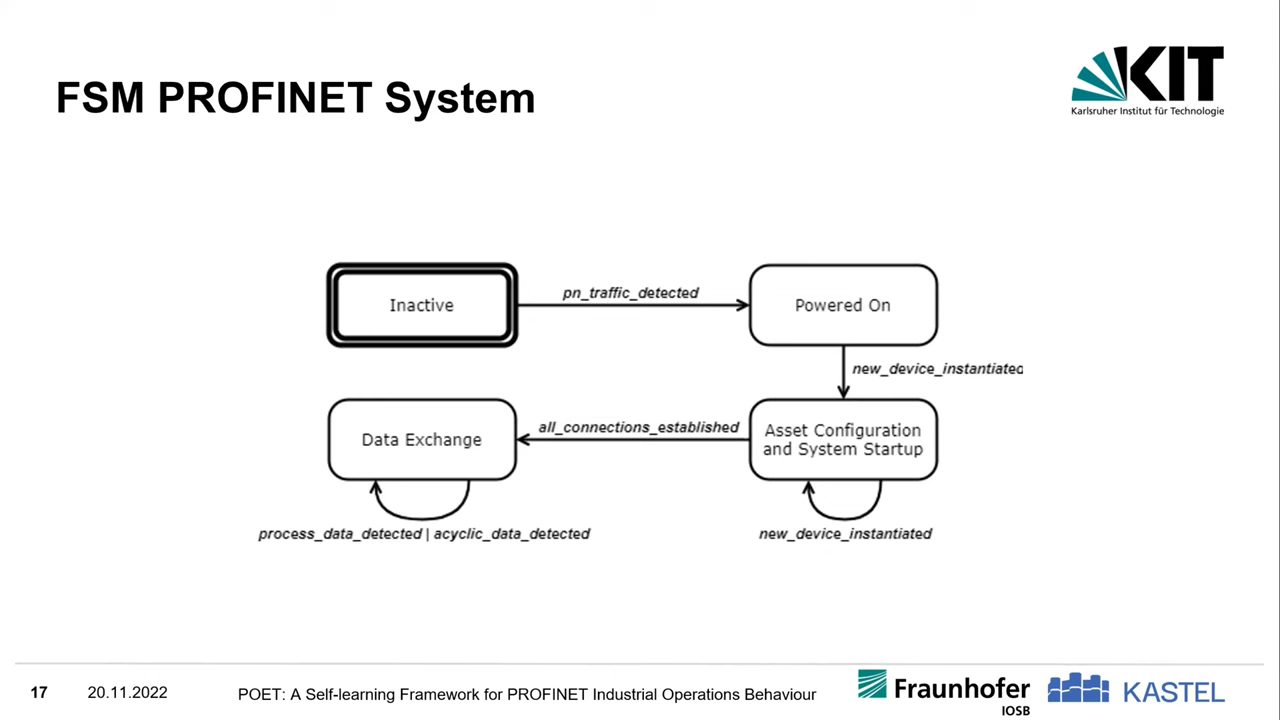 FSM PROFINET System
KIT
Karlsruher Institut für Technologie
Inactive
pn_traffic_detected
Powered On
new_device_instantiated
Data Exchange
all_connections_established
Asset Configuration
and System Startup
process_data_detected | acyclic_data_detected
new_device_instantiated
17
20.11.2022
POET: A Self-learning Framework for PROFINET Industrial Operations Behaviour
Fraunhofer
IOSB
KASTEL